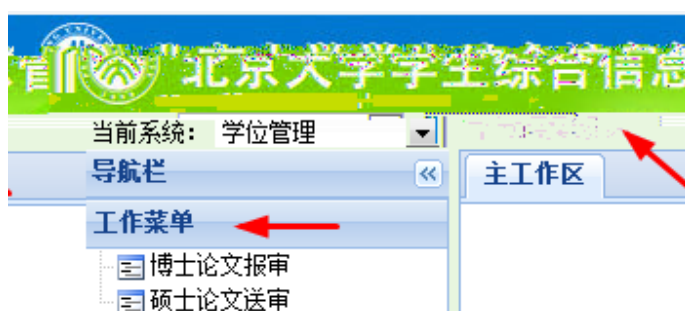 北京大学学生综合信息
当前系统： 学位管理
导航栏
主工作区
工作菜单
博士论文报审
硕士论文送审